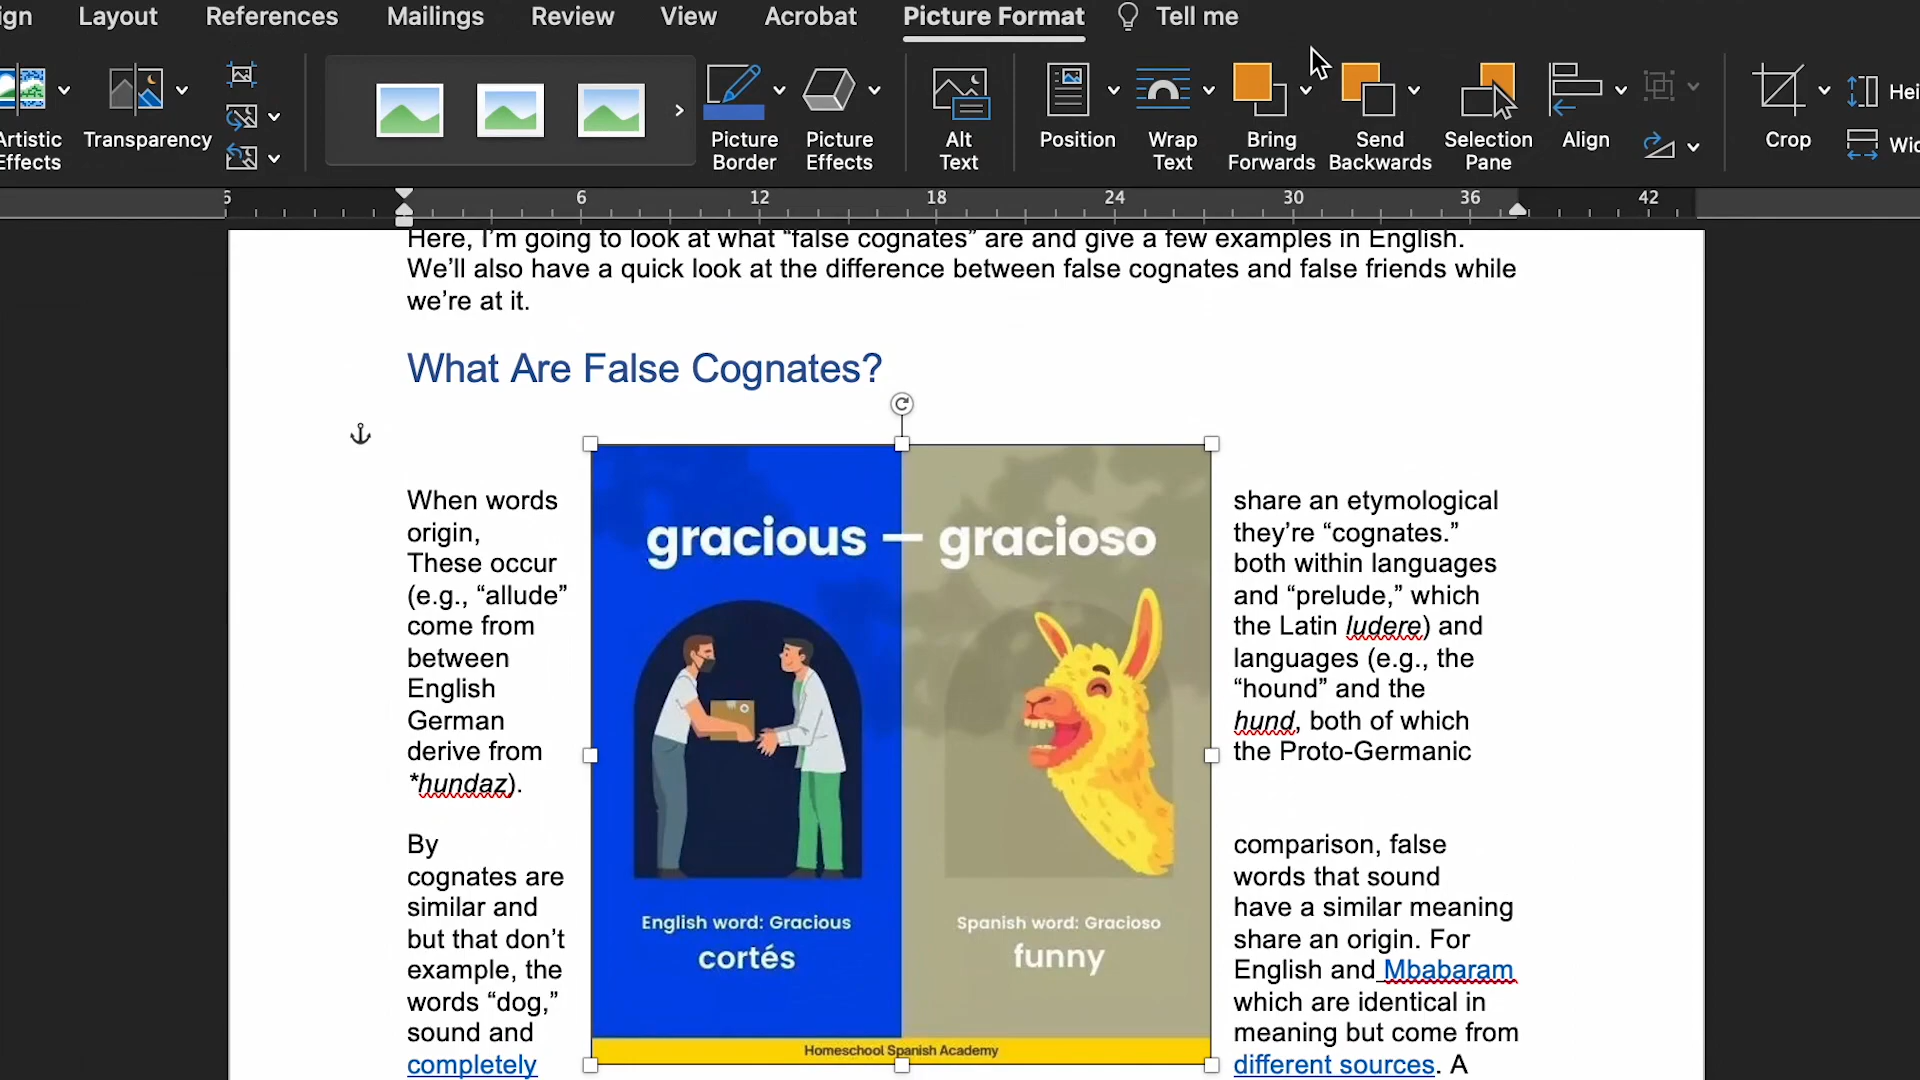 ign Layout References Mailings Review View Acrobat Picture Format Tell me
Artistic Effects
Transparency
Picture Border
Picture Effects
Alt Text
Position
Wrap Text
Bring Forwards
Send Backwards
Selection Pane
Align
Crop
Hei
Wid
6 12 18 24 30 36 42
Here, I’m going to look at what “false cognates” are and give a few examples in English.
We’ll also have a quick look at the difference between false cognates and false friends while
we’re at it.
What Are False Cognates?
When words share an etymological
origin, they’re “cognates.”
These occur both within languages
(e.g., “allude” and “prelude,” which
come from the Latin ludere) and
between languages (e.g., the
English “hound” and the
German hund, both of which
derive from the Proto-Germanic
*hundaz).
By comparison, false
cognates are words that sound
similar and have a similar meaning
but that don’t share an origin. For
example, the English and Mbabaram
words “dog,” which are identical in
sound and meaning but come from
completely different sources. A
gracious — gracioso
English word: Gracious
cortés
Spanish word: Gracioso
funny
Homeschool Spanish Academy